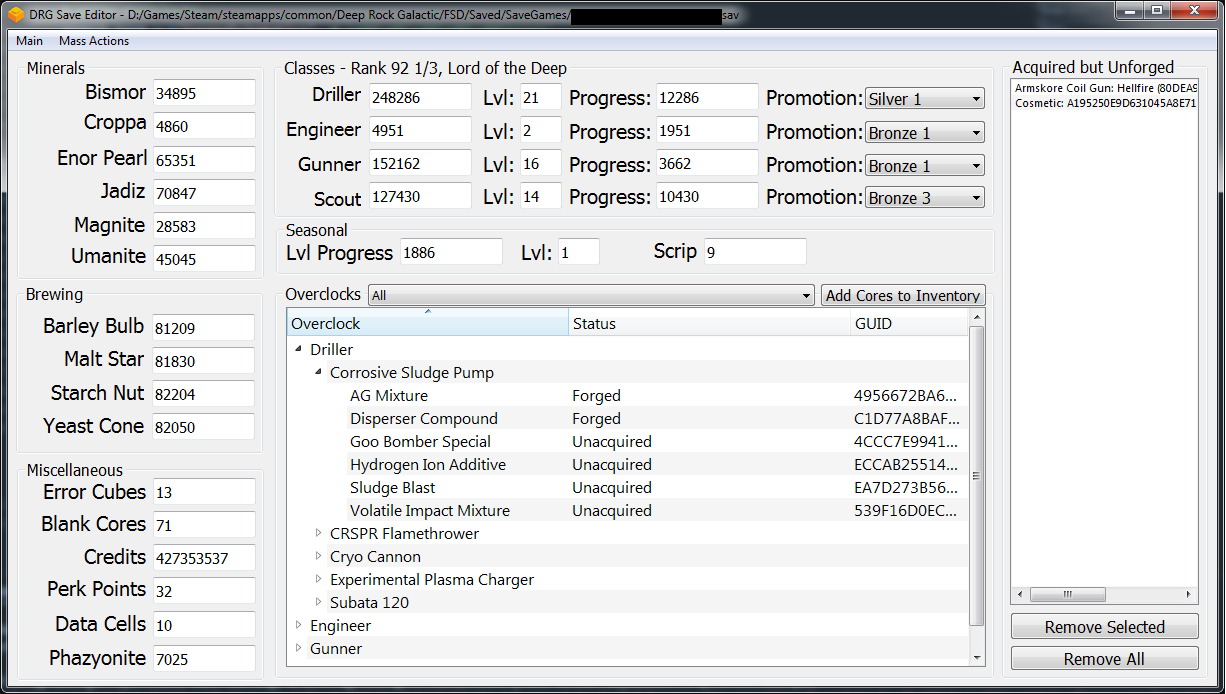 DRG Save Editor - D:/Games/Steam/steamapps/common/Deep Rock Galactic/FSD/Saved/SaveGames/ sav
Main Mass Actions
Minerals
Bismor 34895
Croppa 4860
Enor Pearl 65351
Jadiz 70847
Magnite 28583
Umanite 45045
Brewing
Barley Bulb 81209
Malt Star 81830
Starch Nut 82204
Yeast Cone 82050
Miscellaneous
Error Cubes 13
Blank Cores 71
Credits 427353537
Perk Points 32
Data Cells 10
Phazyonite 7025
Classes - Rank 92 1/3, Lord of the Deep
Driller 248286 Lvl: 21 Progress: 12286 Promotion: Silver 1
Engineer 4951 Lvl: 2 Progress: 1951 Promotion: Bronze 1
Gunner 152162 Lvl: 16 Progress: 3662 Promotion: Bronze 1
Scout 127430 Lvl: 14 Progress: 10430 Promotion: Bronze 3
Seasonal
Lvl Progress 1886 Lvl: 1 Scrip 9
Overclocks All Add Cores to Inventory
Overclock Status GUID
Driller
Corrosive Sludge Pump
AG Mixture Forged 4956672BA6...
Disperser Compound Forged C1D77A8BAF...
Goo Bomber Special Unacquired 4CCC7E9941...
Hydrogen Ion Additive Unacquired ECCAB25514...
Sludge Blast Unacquired EA7D273B56...
Volatile Impact Mixture Unacquired 539F16D0EC...
CRSPR Flamethrower
Cryo Cannon
Experimental Plasma Charger
Subata 120
Engineer
Gunner
Acquired but Unforged
Armskore Coil Gun: Hellfire (80DEA9
Cosmetic: A195250E9D631045A8E71
Remove Selected
Remove All